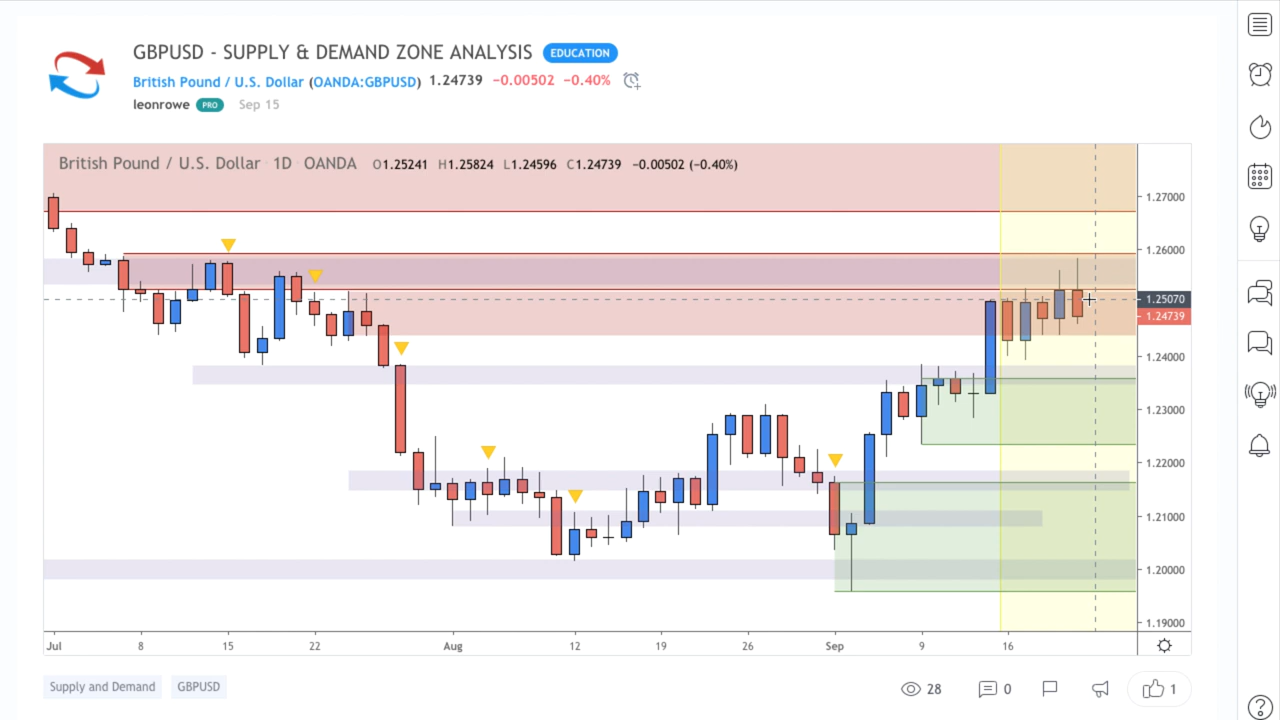 GBPUSD - SUPPLY & DEMAND ZONE ANALYSIS EDUCATION
British Pound / U.S. Dollar (OANDA:GBPUSD) 1.24739 −0.00502 −0.40%
leonrowe PRO Sep 15
British Pound / U.S. Dollar 1D OANDA O1.25241 H1.25824 L1.24596 C1.24739 −0.00502 (−0.40%)
1.27000
1.26000
1.25070
1.24739
1.24000
1.23000
1.22000
1.21000
1.20000
1.19000
Jul 8 15 22 Aug 12 19 26 Sep 9 16
Supply and Demand GBPUSD 28 0 1